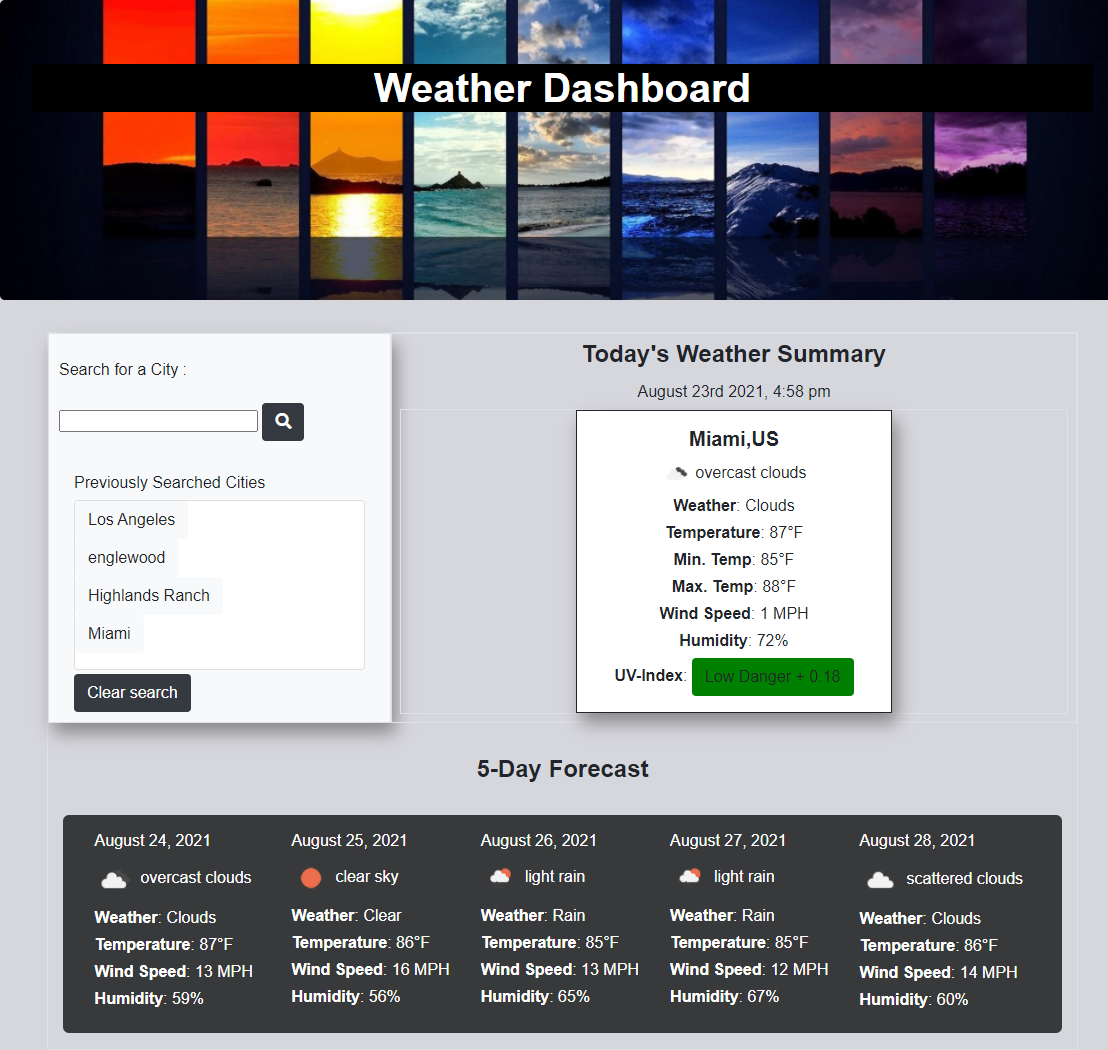 Weather Dashboard
Search for a City :
Previously Searched Cities
Los Angeles
englewood
Highlands Ranch
Miami
Clear search
Today's Weather Summary
August 23rd 2021, 4:58 pm
Miami,US
overcast clouds
Weather: Clouds
Temperature: 87°F
Min. Temp: 85°F
Max. Temp: 88°F
Wind Speed: 1 MPH
Humidity: 72%
UV-Index: Low Danger + 0.18
5-Day Forecast
August 24, 2021
overcast clouds
Weather: Clouds
Temperature: 87°F
Wind Speed: 13 MPH
Humidity: 59%
August 25, 2021
clear sky
Weather: Clear
Temperature: 86°F
Wind Speed: 16 MPH
Humidity: 56%
August 26, 2021
light rain
Weather: Rain
Temperature: 85°F
Wind Speed: 13 MPH
Humidity: 65%
August 27, 2021
light rain
Weather: Rain
Temperature: 85°F
Wind Speed: 12 MPH
Humidity: 67%
August 28, 2021
scattered clouds
Weather: Clouds
Temperature: 86°F
Wind Speed: 14 MPH
Humidity: 60%